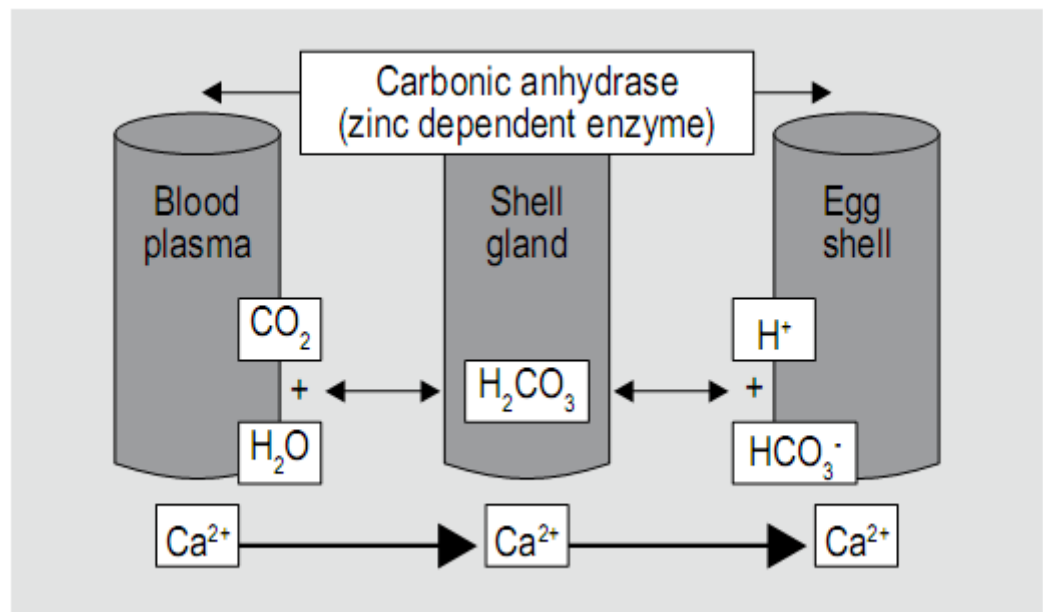 Carbonic anhydrase
(zinc dependent enzyme)
Blood
plasma
Shell
gland
Egg
shell
CO₂
+
H₂O
H₂CO₃
H⁺
+
HCO₃⁻
Ca²⁺
Ca²⁺
Ca²⁺